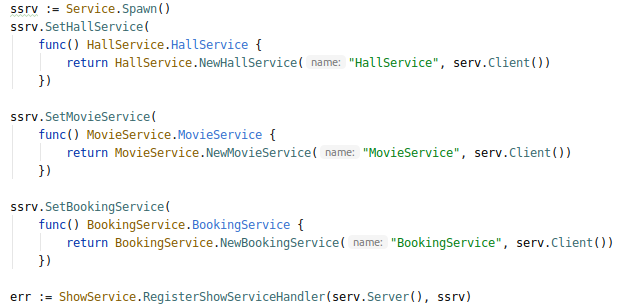 ssrv := Service.Spawn()
ssrv.SetHallService(
func() HallService.HallService {
return HallService.NewHallService( name: "HallService", serv.Client())
})
ssrv.SetMovieService(
func() MovieService.MovieService {
return MovieService.NewMovieService( name: "MovieService", serv.Client())
})
ssrv.SetBookingService(
func() BookingService.BookingService {
return BookingService.NewBookingService( name: "BookingService", serv.Client())
})
err := ShowService.RegisterShowServiceHandler(serv.Server(), ssrv)